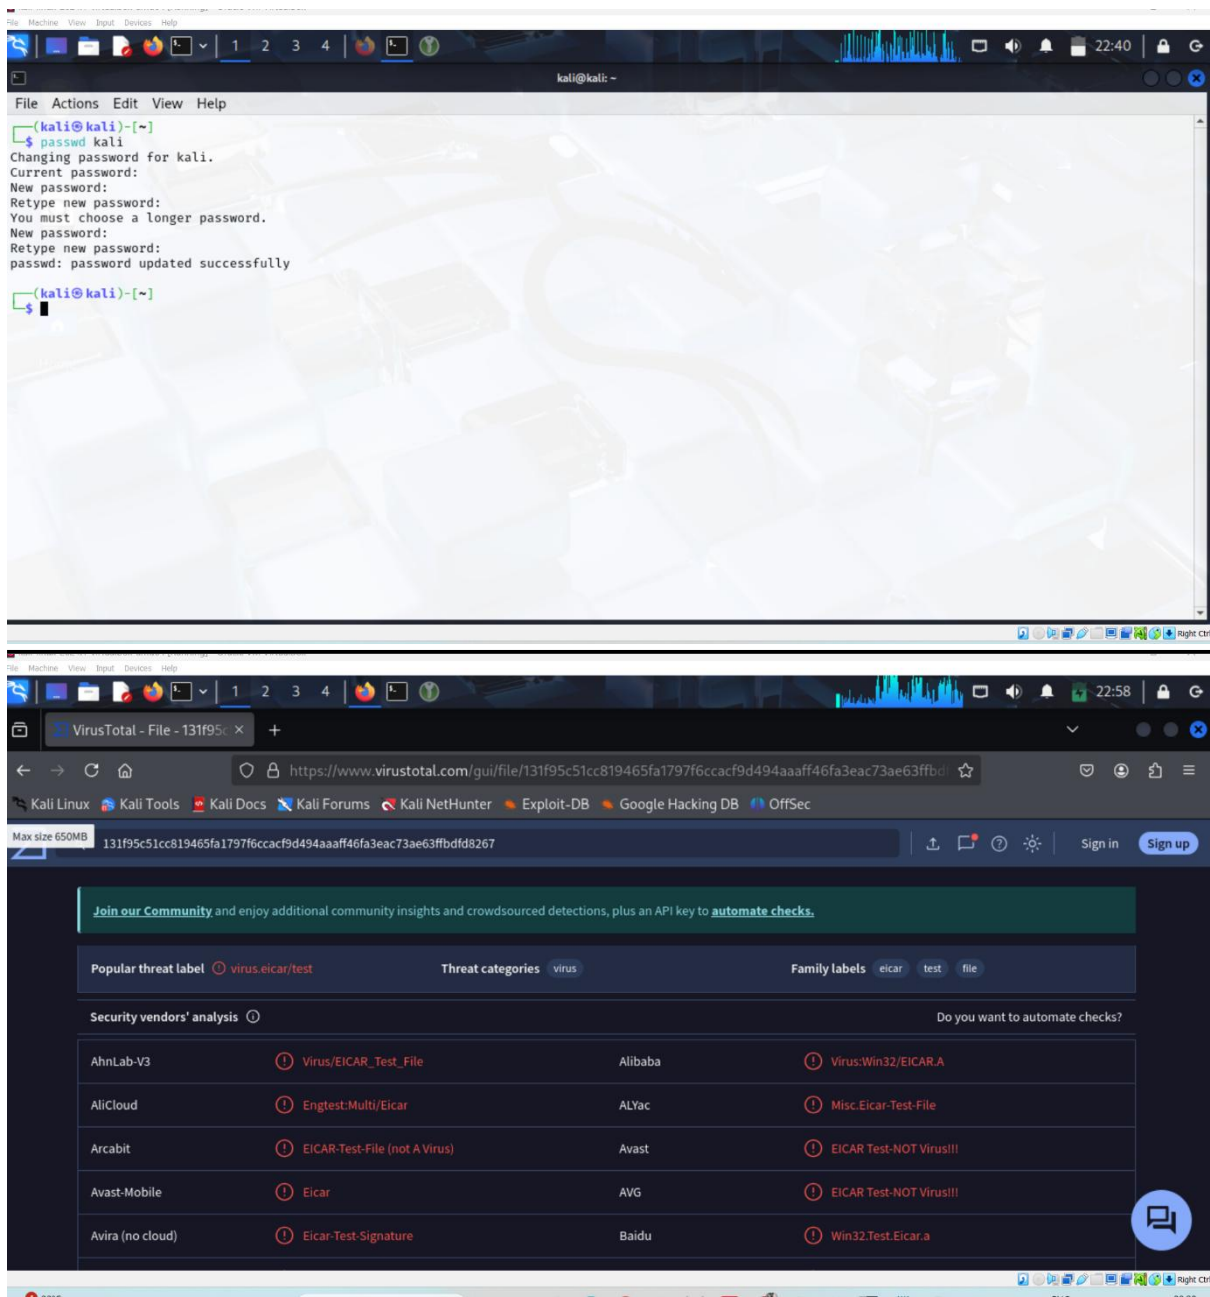 File Machine View Input Devices Help
1 2 3 4 22:40
kali@kali: ~
File Actions Edit View Help
(kali㉿kali)-[~]
$ passwd kali
Changing password for kali.
Current password:
New password:
Retype new password:
You must choose a longer password.
New password:
Retype new password:
passwd: password updated successfully
(kali㉿kali)-[~]
$
Right Ctrl
File Machine View Input Devices Help
1 2 3 4 22:58
VirusTotal - File - 131f95c
https://www.virustotal.com/gui/file/131f95c51cc819465fa1797f6ccacf9d494aaaff46fa3eac73ae63ffbd
Kali Linux Kali Tools Kali Docs Kali Forums Kali NetHunter Exploit-DB Google Hacking DB OffSec
Max size 650MB 131f95c51cc819465fa1797f6ccacf9d494aaaff46fa3eac73ae63ffbdfd8267 Sign in Sign up
Join our Community and enjoy additional community insights and crowdsourced detections, plus an API key to automate checks.
Popular threat label virus.eicar/test Threat categories virus Family labels eicar test file
Security vendors' analysis Do you want to automate checks?
AhnLab-V3 Virus/EICAR_Test_File Alibaba Virus:Win32/EICAR.A
AliCloud Engtest:Multi/Eicar ALYac Misc.Eicar-Test-File
Arcabit EICAR-Test-File (not A Virus) Avast EICAR Test-NOT Virus!!!
Avast-Mobile Eicar AVG EICAR Test-NOT Virus!!!
Avira (no cloud) Eicar-Test-Signature Baidu Win32.Test.Eicar.a
Right Ctrl